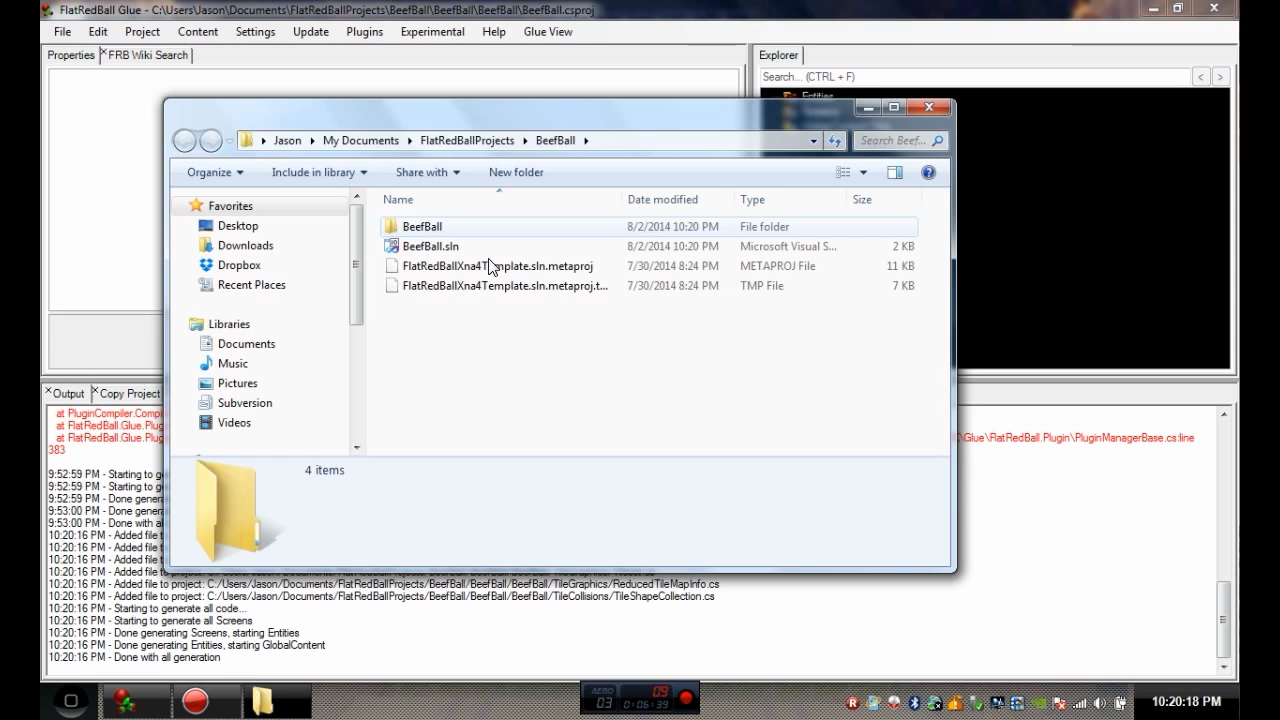 FlatRedBall Glue - C:\Users\Jason\Documents\FlatRedBallProjects\BeefBall\BeefBall\BeefBall.csproj
File Edit Project Content Settings Update Plugins Experimental Help Glue View
Properties FRB Wiki Search
Explorer
Search... (CTRL + F)
Entities
Jason My Documents FlatRedBallProjects BeefBall
Search Beef...
Organize Include in library Share with New folder
Name Date modified Type Size
Favorites
Desktop
Downloads
Dropbox
Recent Places
Libraries
Documents
Music
Pictures
Subversion
Videos
BeefBall 8/2/2014 10:20 PM File folder
BeefBall.sln 8/2/2014 10:20 PM Microsoft Visual S... 2 KB
FlatRedBallXna4Template.sln.metaproj 7/30/2014 8:24 PM METAPROJ File 11 KB
FlatRedBallXna4Template.sln.metaproj.t... 7/30/2014 8:24 PM TMP File 7 KB
4 items
Output Copy Project
at PluginCompiler.Comp
at FlatRedBall.Glue.Plug
at FlatRedBall.Glue.Plug \Glue\FlatRedBall.Plugin\PluginManagerBase.cs:line
383
9:52:59 PM - Starting to g
9:52:59 PM - Starting to g
9:52:59 PM - Done gener
9:53:00 PM - Done gener
9:53:00 PM - Done with al
10:20:16 PM - Added file t
10:20:16 PM - Added file t
10:20:16 PM - Added file t
10:20:16 PM - Added file to project: C:/Users/Jason/Documents/FlatRedBallProjects/BeefBall/BeefBall/BeefBall/TileGraphics/ReducedTileMapInfo.cs
10:20:16 PM - Added file to project: C:/Users/Jason/Documents/FlatRedBallProjects/BeefBall/BeefBall/BeefBall/TileCollisions/TileShapeCollection.cs
10:20:16 PM - Starting to generate all code...
10:20:16 PM - Starting to generate all Screens
10:20:16 PM - Done generating Screens, starting Entities
10:20:16 PM - Done generating Entities, starting GlobalContent
10:20:16 PM - Done with all generation
AERO 09
03 0:06:39
10:20:18 PM